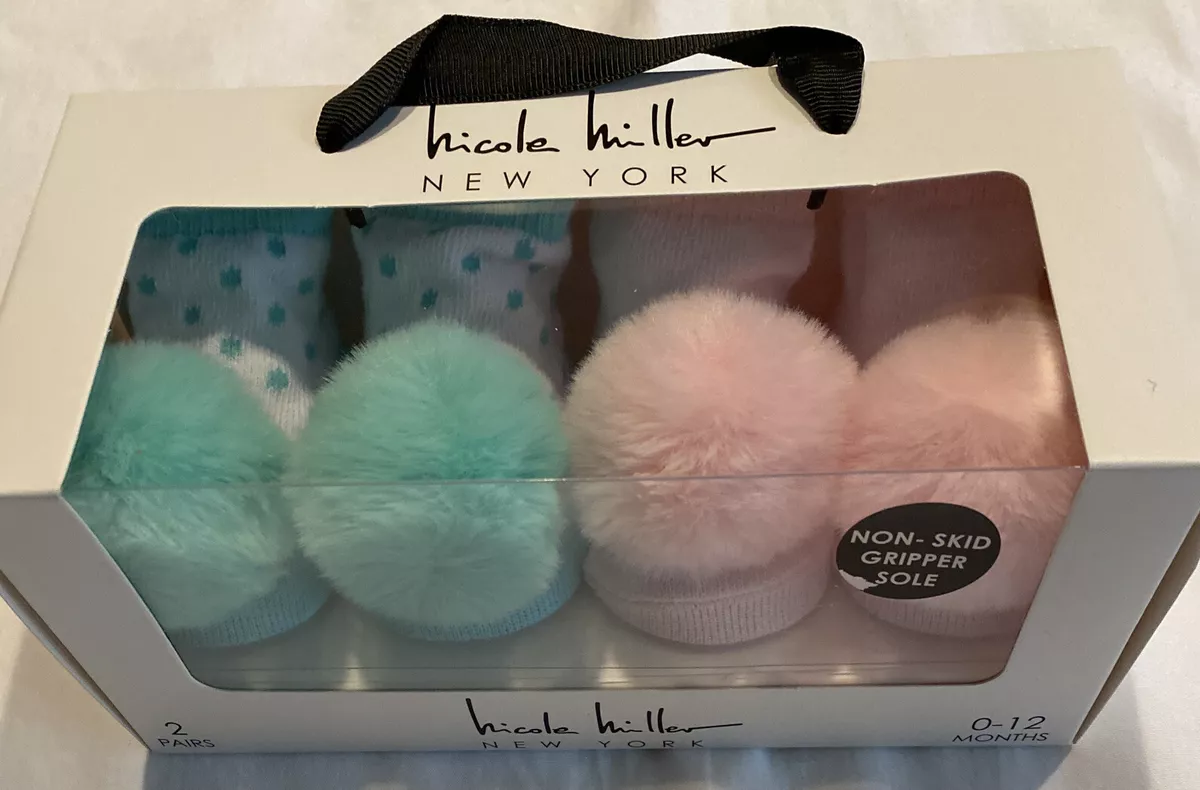 nicole miller
NEW YORK
NON-SKID
GRIPPER
SOLE
2
PAIRS
nicole miller
NEW YORK
0-12
MONTHS